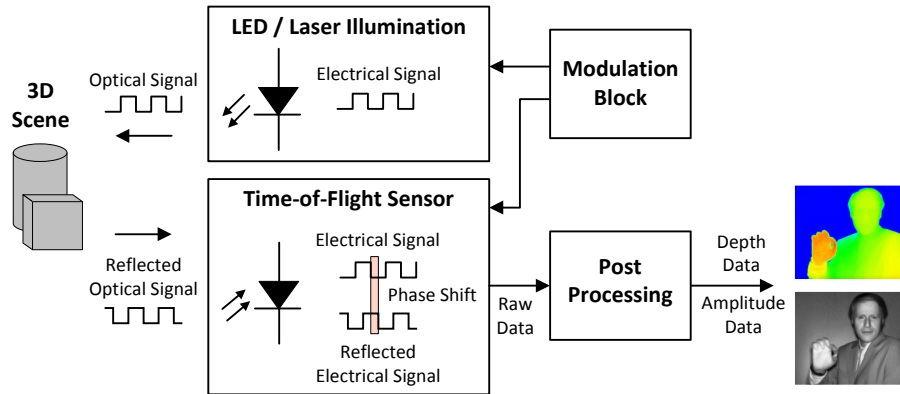 LED / Laser Illumination
Optical Signal
Electrical Signal
Modulation
Block
3D
Scene
Time-of-Flight Sensor
Electrical Signal
Reflected
Optical Signal
Phase Shift
Reflected
Electrical Signal
Raw
Data
Post
Processing
Depth
Data
Amplitude
Data